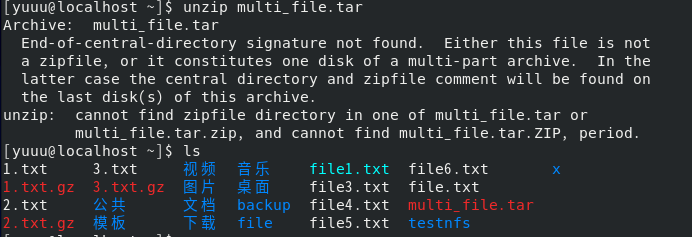 [yuuu@localhost ~]$ unzip multi_file.tar
Archive:  multi_file.tar
  End-of-central-directory signature not found.  Either this file is not
  a zipfile, or it constitutes one disk of a multi-part archive.  In the
  latter case the central directory and zipfile comment will be found on
  the last disk(s) of this archive.
unzip:  cannot find zipfile directory in one of multi_file.tar or
        multi_file.tar.zip, and cannot find multi_file.tar.ZIP, period.
[yuuu@localhost ~]$ ls
1.txt     3.txt     视频  音乐    file1.txt  file6.txt       x
1.txt.gz  3.txt.gz  图片  桌面    file3.txt  file.txt
2.txt     公共      文档  backup  file4.txt  multi_file.tar
2.txt.gz  模板      下载  file    file5.txt  testnfs